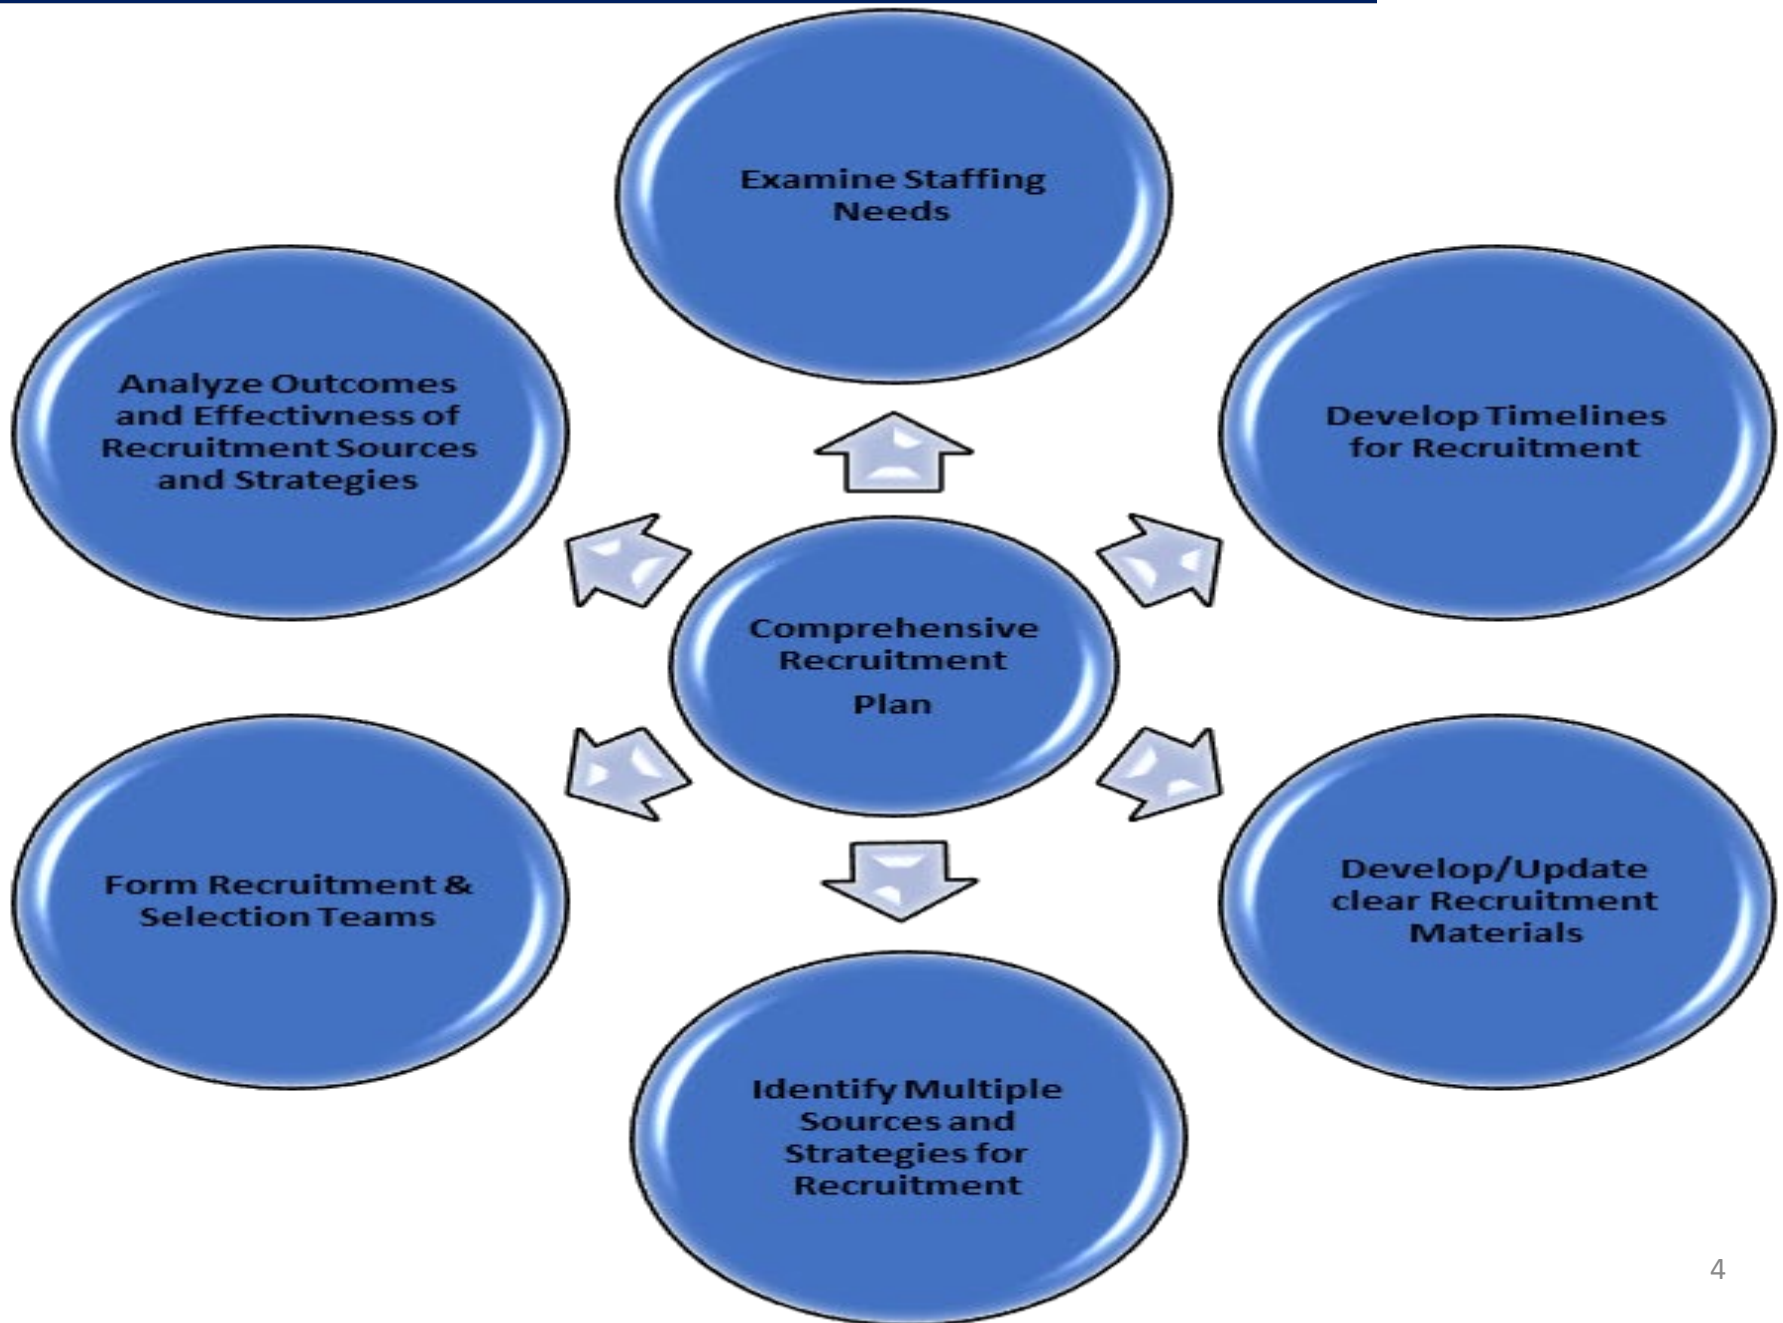 Examine Staffing
Needs
Develop Timelines
for Recruitment
Develop/Update
clear Recruitment
Materials
Identify Multiple
Sources and
Strategies for
Recruitment
Form Recruitment &
Selection Teams
Analyze Outcomes
and Effectivness of
Recruitment Sources
and Strategies
Comprehensive
Recruitment
Plan
4